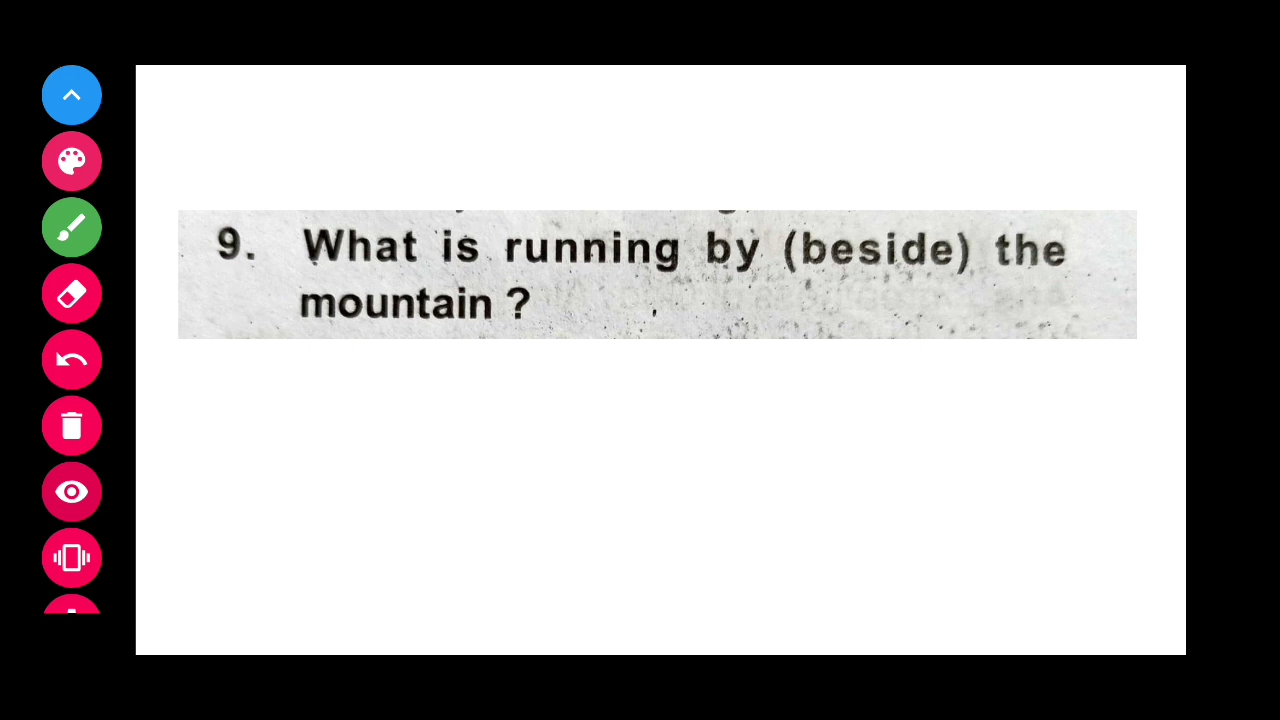 9. What is running by (beside) the
mountain ?